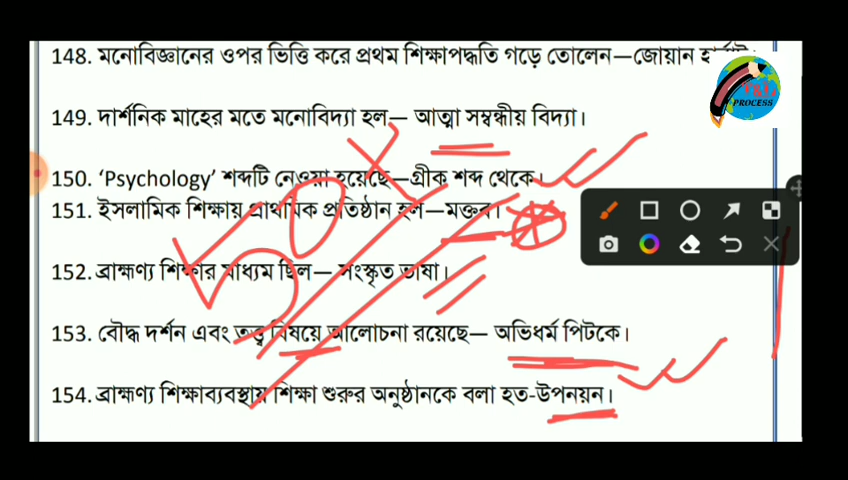 148. মনোবিজ্ঞানের ওপর ভিত্তি করে প্রথম শিক্ষাপদ্ধতি গড়ে তোলেন—জোয়ান
149. দার্শনিক মাহের মতে মনোবিদ্যা হল— আত্মা সম্বন্ধীয় বিদ্যা।
150. ‘Psychology’ শব্দটি নেওয়া হয়েছে—গ্রীক শব্দ থেকে।
151. ইসলামিক শিক্ষায় প্রাথমিক প্রতিষ্ঠান হল—মক্তব।
152. ব্রাহ্মণ্য শিক্ষার মাধ্যম ছিল— সংস্কৃত ভাষা।
153. বৌদ্ধ দর্শন এবং তত্ত্ব বিষয়ে আলোচনা রয়েছে— অভিধর্ম পিটকে।
154. ব্রাহ্মণ্য শিক্ষাব্যবস্থায় শিক্ষা শুরুর অনুষ্ঠানকে বলা হত-উপনয়ন।
50+
PROCESS